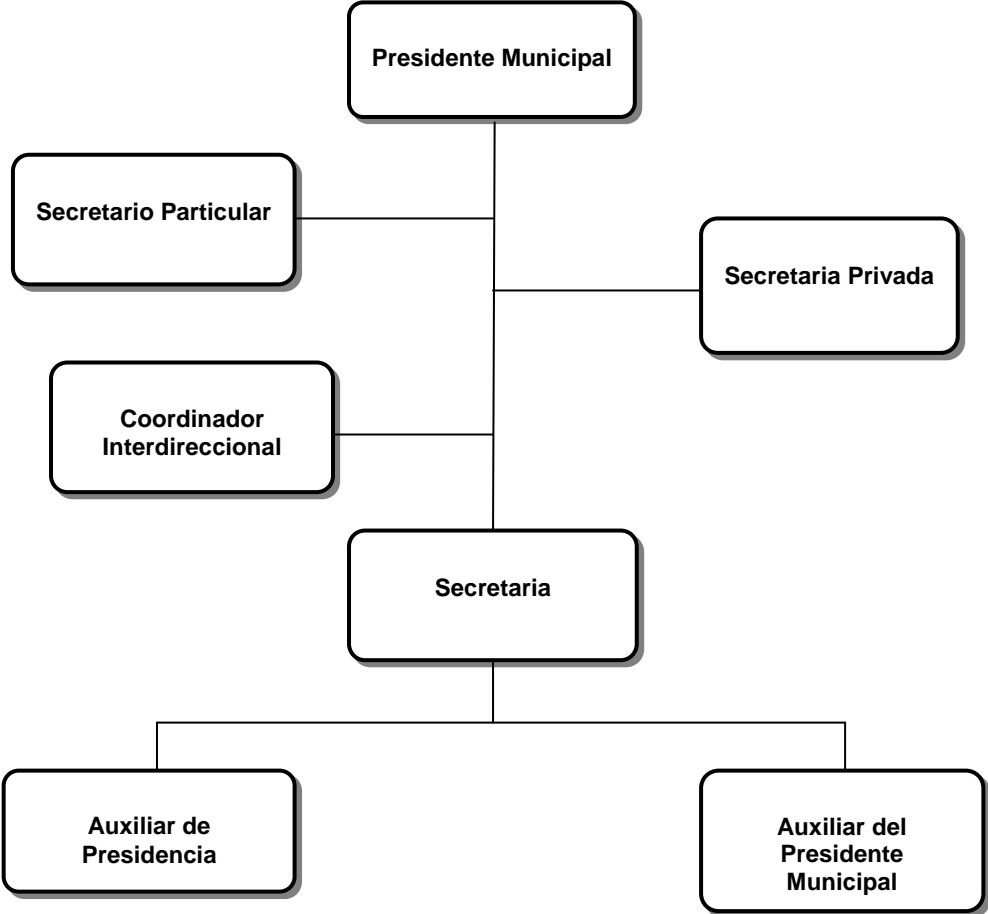 Presidente Municipal
Secretario Particular
Secretaria Privada
Coordinador
Interdireccional
Secretaria
Auxiliar de
Presidencia
Auxiliar del
Presidente
Municipal